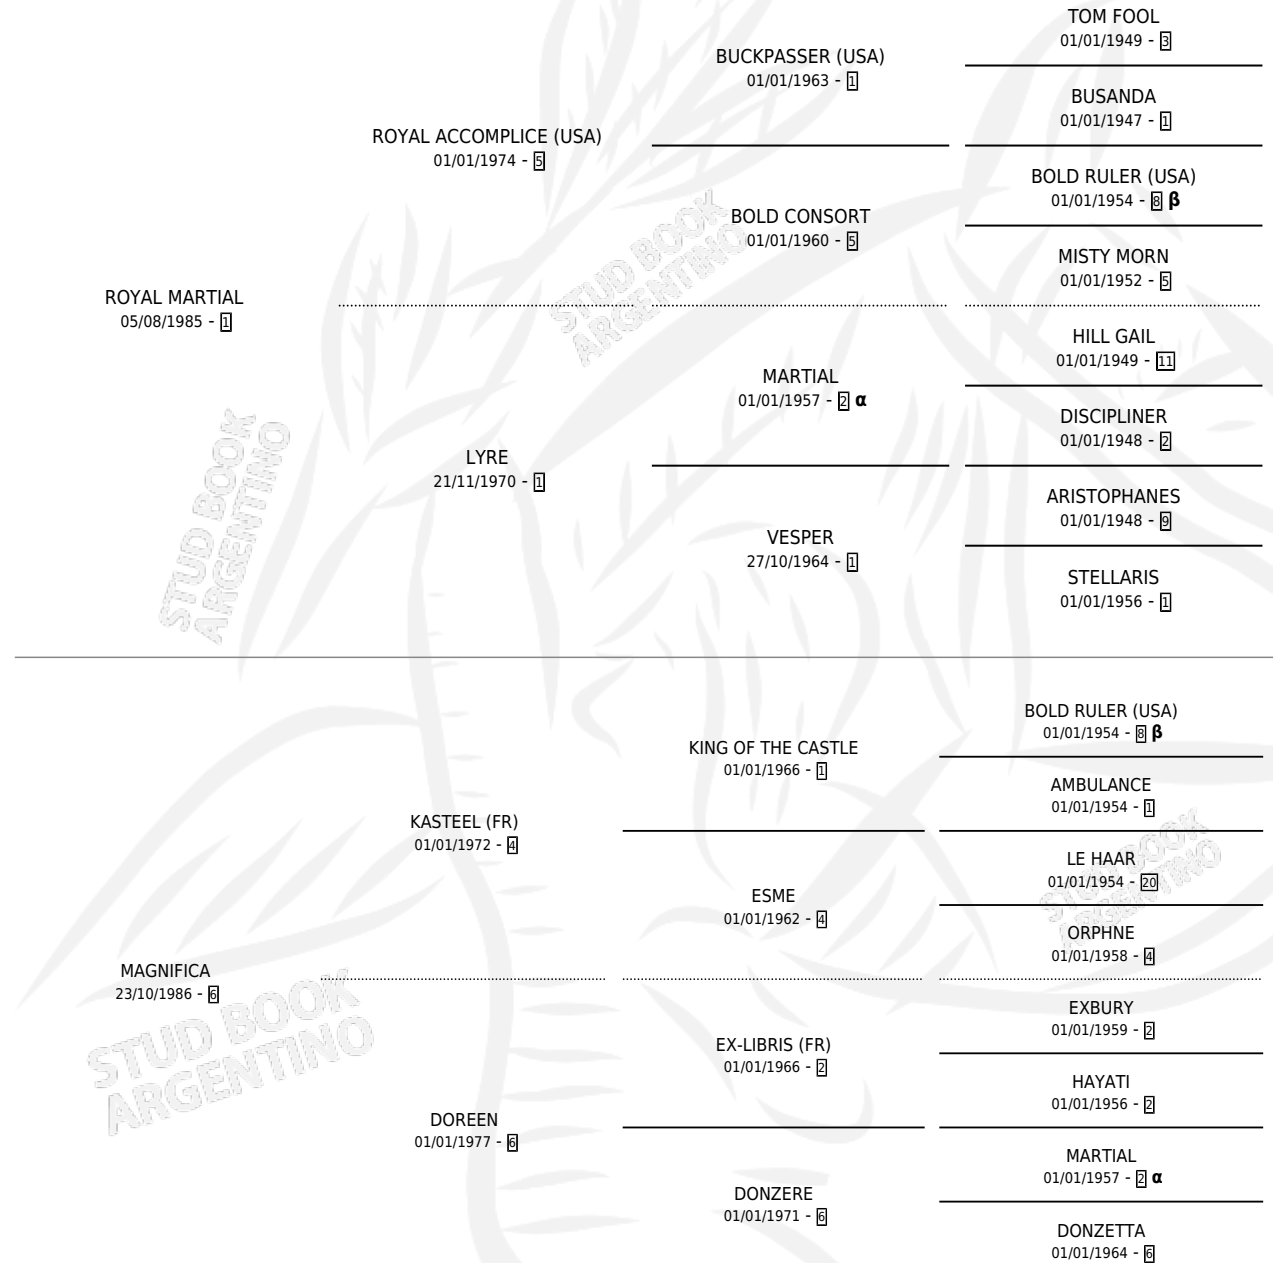 TOM FOOL
01/01/1949 - 3
BUCKPASSER (USA)
01/01/1963 - 1
BUSANDA
01/01/1947 - 1
ROYAL ACCOMPLICE (USA)
01/01/1974 - 5
BOLD RULER (USA)
01/01/1954 - 8 β
BOLD CONSORT
01/01/1960 - 5
MISTY MORN
01/01/1952 - 5
ROYAL MARTIAL
05/08/1985 - 1
HILL GAIL
01/01/1949 - 11
MARTIAL
01/01/1957 - 2 α
DISCIPLINER
01/01/1948 - 2
LYRE
21/11/1970 - 1
ARISTOPHANES
01/01/1948 - 9
VESPER
27/10/1964 - 1
STELLARIS
01/01/1956 - 1
STUD BOOK
ARGENTINO
STUD BOOK
ARGENTINO
BOLD RULER (USA)
01/01/1954 - 8 β
KING OF THE CASTLE
01/01/1966 - 1
AMBULANCE
01/01/1954 - 1
KASTEEL (FR)
01/01/1972 - 4
LE HAAR
01/01/1954 - 20
ESME
01/01/1962 - 4
ORPHNE
01/01/1958 - 4
STUD BOOK
ARGENTINO
MAGNIFICA
23/10/1986 - 6
EXBURY
01/01/1959 - 2
EX-LIBRIS (FR)
01/01/1966 - 2
HAYATI
01/01/1956 - 2
DOREEN
01/01/1977 - 6
MARTIAL
01/01/1957 - 2 α
DONZERE
01/01/1971 - 6
DONZETTA
01/01/1964 - 6
STUD BOOK
ARGENTINO